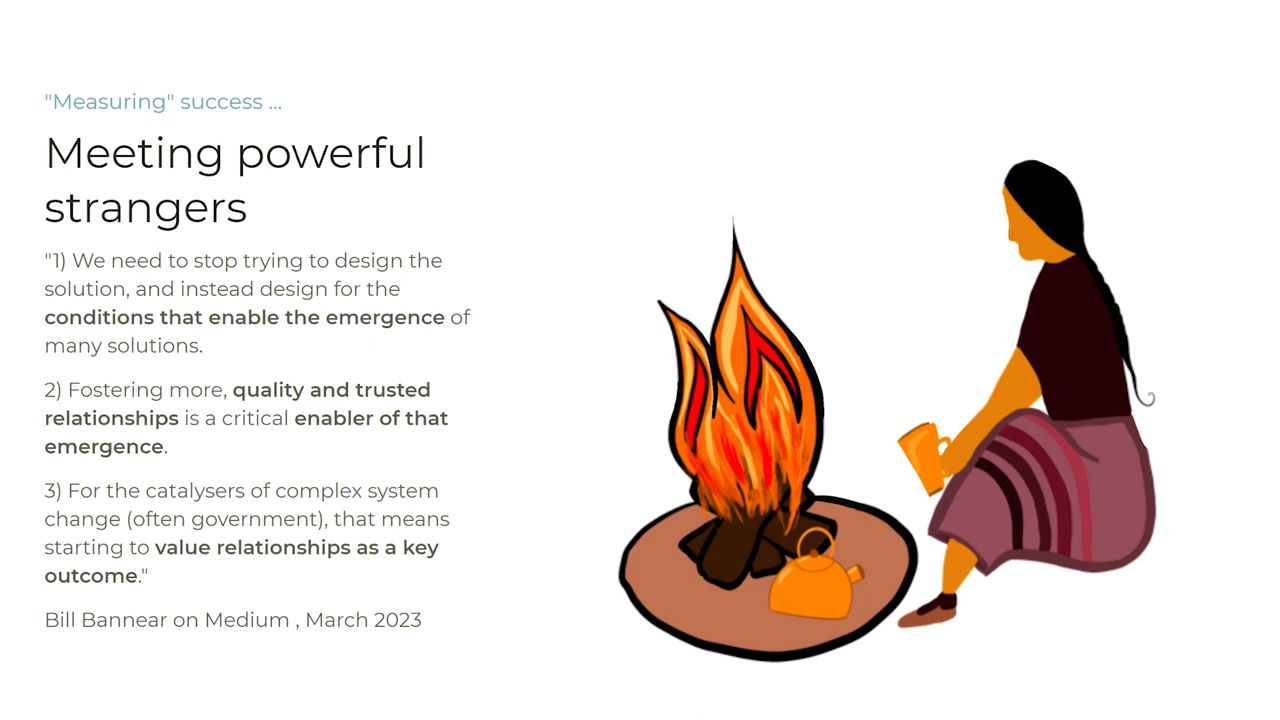 "Measuring" success ...
Meeting powerful
strangers
"1) We need to stop trying to design the
solution, and instead design for the
conditions that enable the emergence of
many solutions.
2) Fostering more, quality and trusted
relationships is a critical enabler of that
emergence.
3) For the catalysers of complex system
change (often government), that means
starting to value relationships as a key
outcome."
Bill Bannear on Medium , March 2023